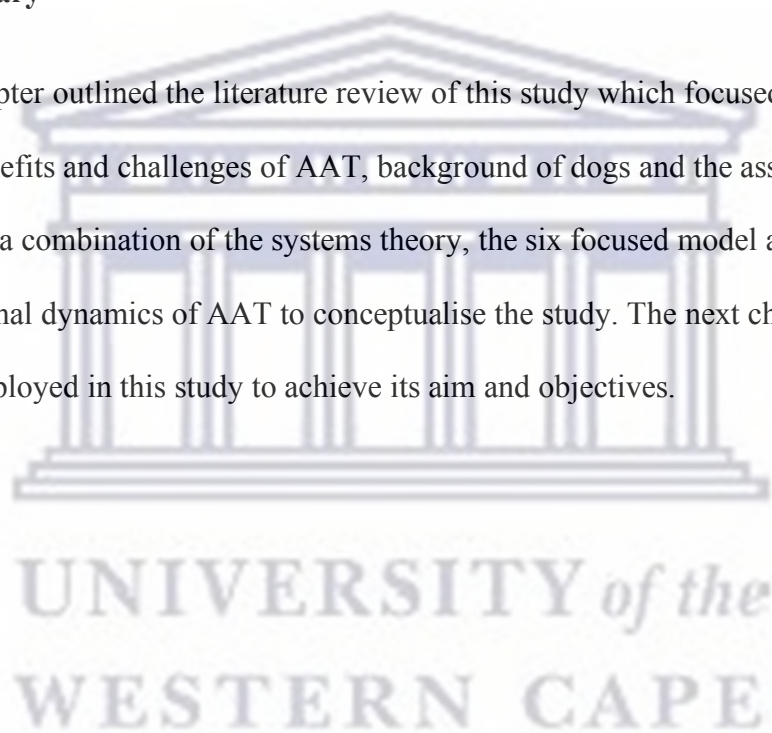 pter outlined the literature review of this study which focused
efits and challenges of AAT, background of dogs and the ass
a combination of the systems theory, the six focused model a
nal dynamics of AAT to conceptualise the study. The next ch
ployed in this study to achieve its aim and objectives.
UNIVERSITY of the
WESTERN CAPE